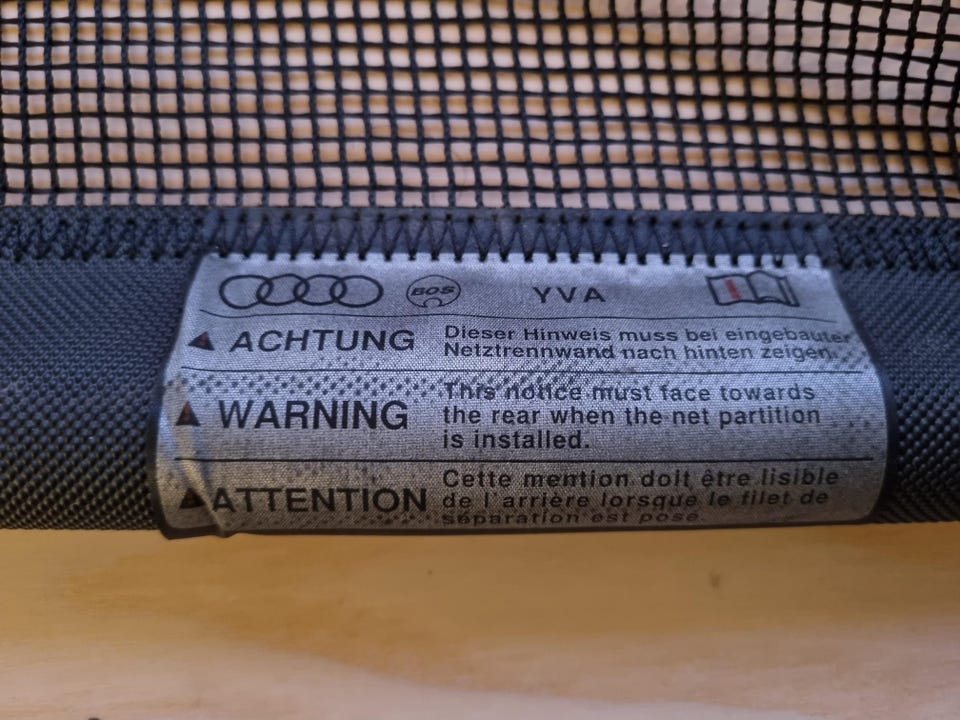 BOS YVA
ACHTUNG
Dieser Hinweis muss bei eingebauter
Netztrennwand nach hinten zeigen.
WARNING
This notice must face towards
the rear when the net partition
is installed.
ATTENTION
Cette mention doit être lisible
de l'arrière lorsque le filet de
séparation est posé.